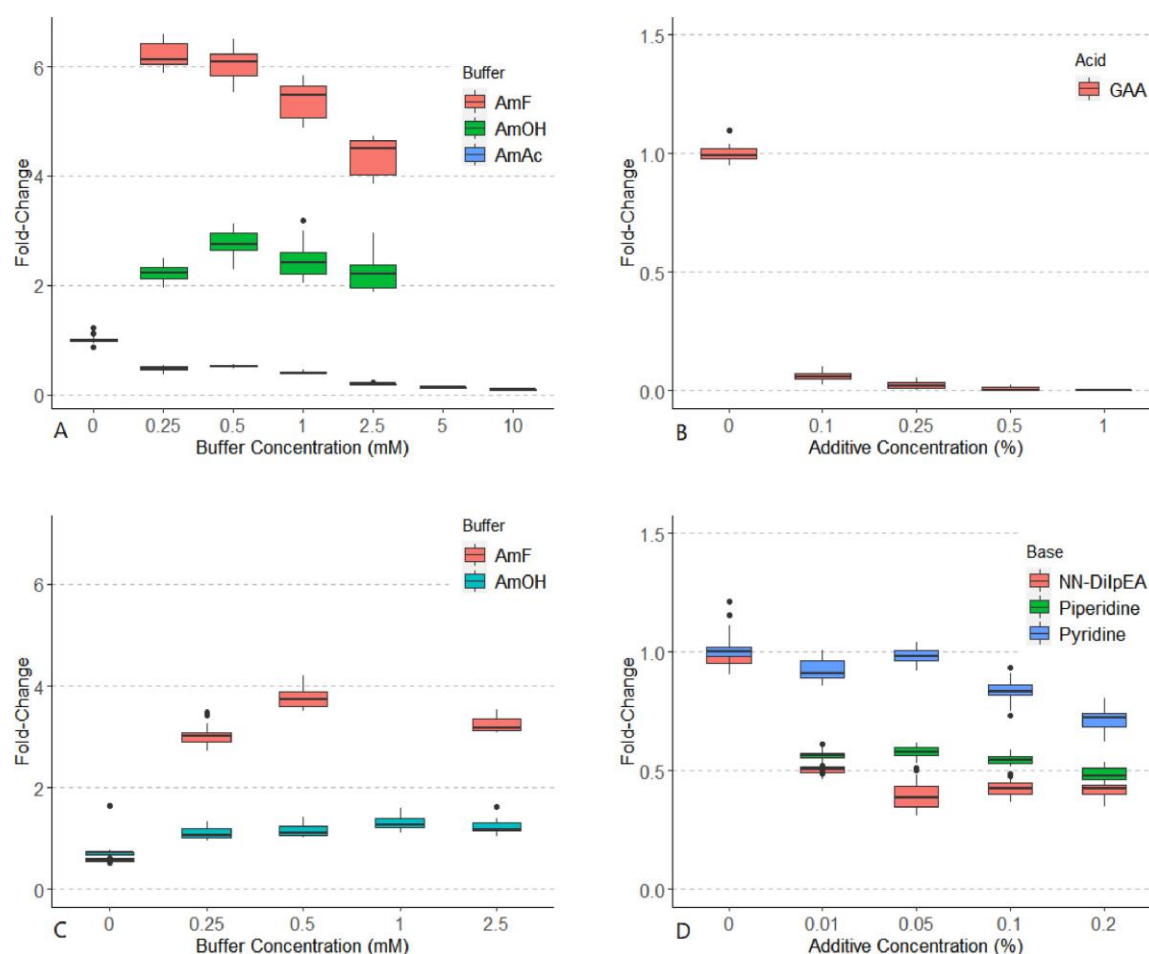 Fold-Change
6
4
2
0
Buffer
AmF
AmOH
AmAc
A
0 0.25 0.5 1 2.5 5 10
Buffer Concentration (mM)
Fold-Change
1.5
1.0
0.5
0.0
Acid
GAA
B
0 0.1 0.25 0.5 1
Additive Concentration (%)
Fold-Change
6
4
2
0
Buffer
AmF
AmOH
C
0 0.25 0.5 1 2.5
Buffer Concentration (mM)
Fold-Change
1.5
1.0
0.5
0.0
Base
NN-DiIpEA
Piperidine
Pyridine
D
0 0.01 0.05 0.1 0.2
Additive Concentration (%)